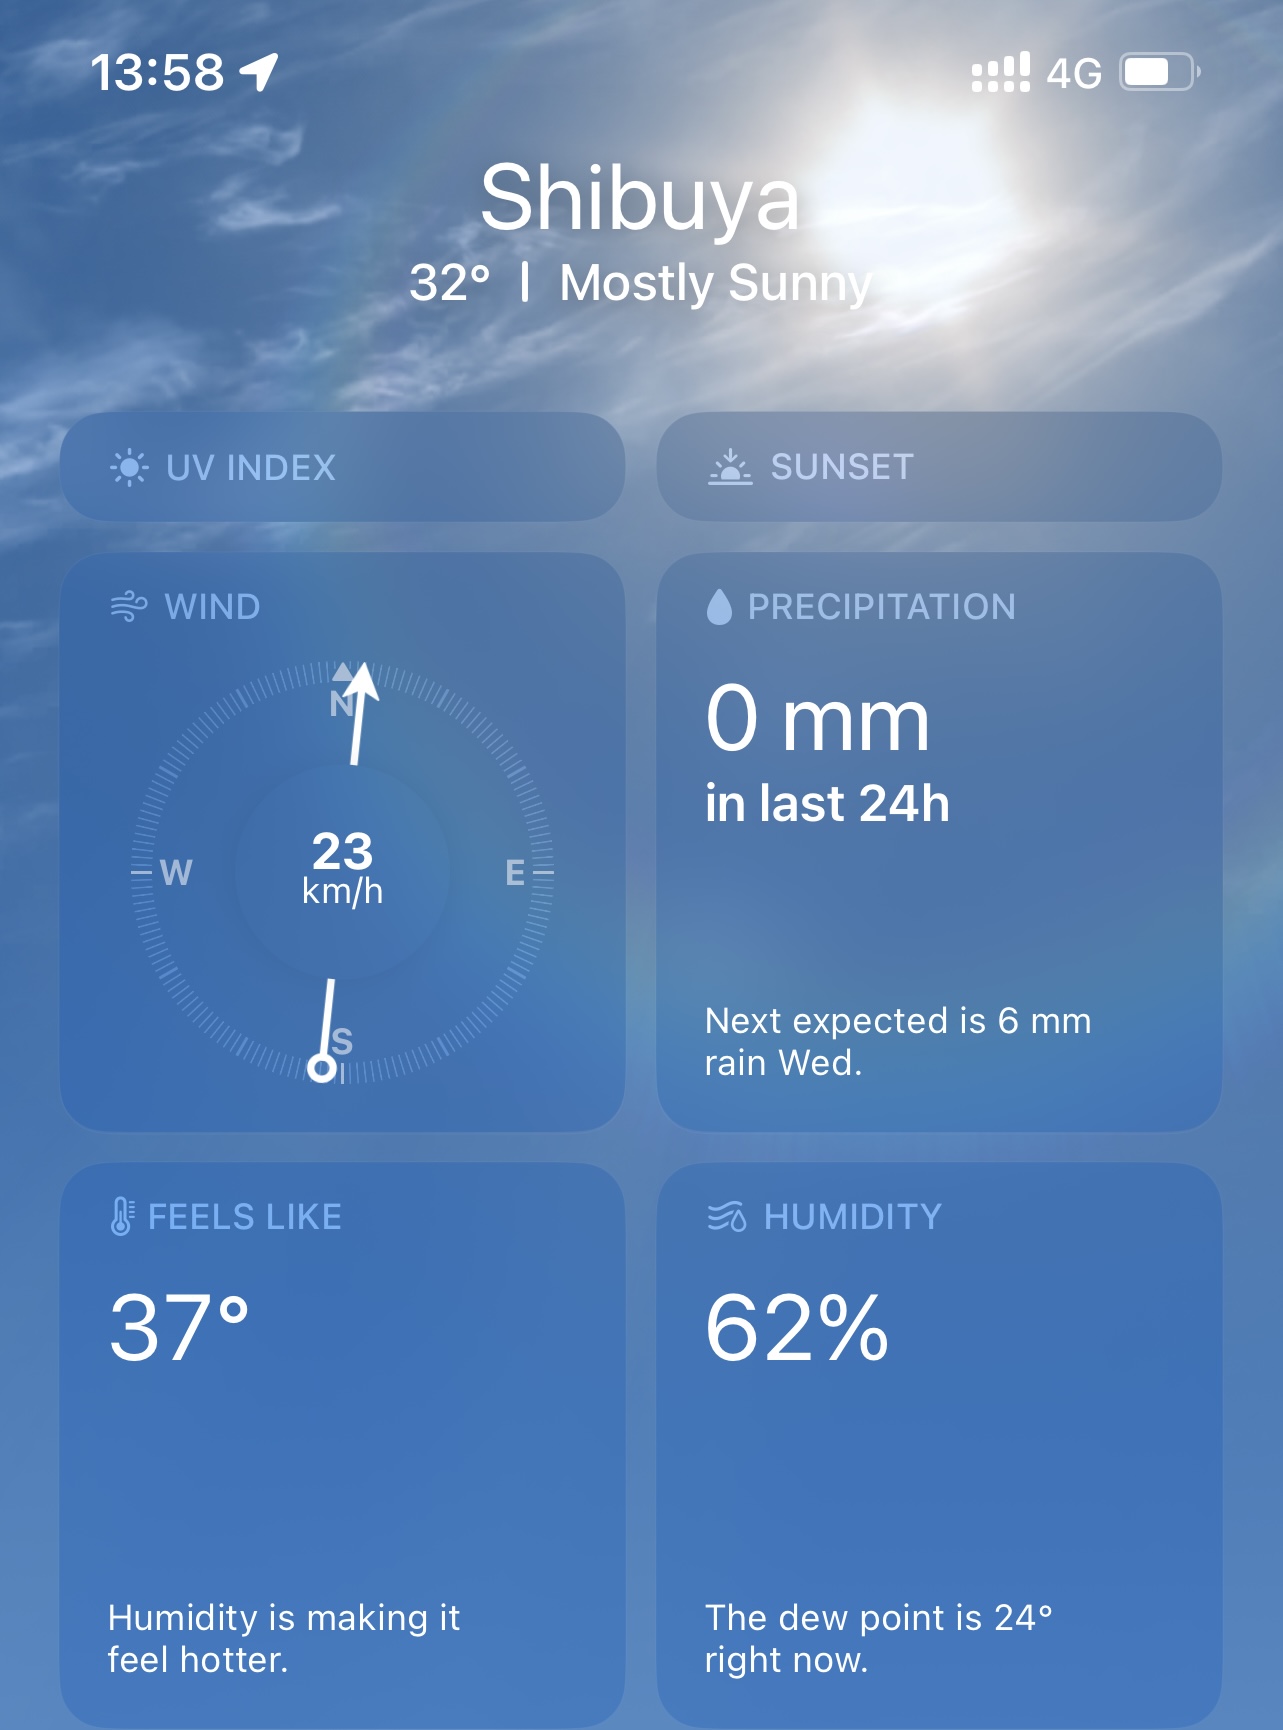 13:58
4G
Shibuya
32° | Mostly Sunny
UV INDEX
SUNSET
WIND
N
W
E
S
23
km/h
PRECIPITATION
0 mm
in last 24h
Next expected is 6 mm
rain Wed.
FEELS LIKE
37°
Humidity is making it
feel hotter.
HUMIDITY
62%
The dew point is 24°
right now.